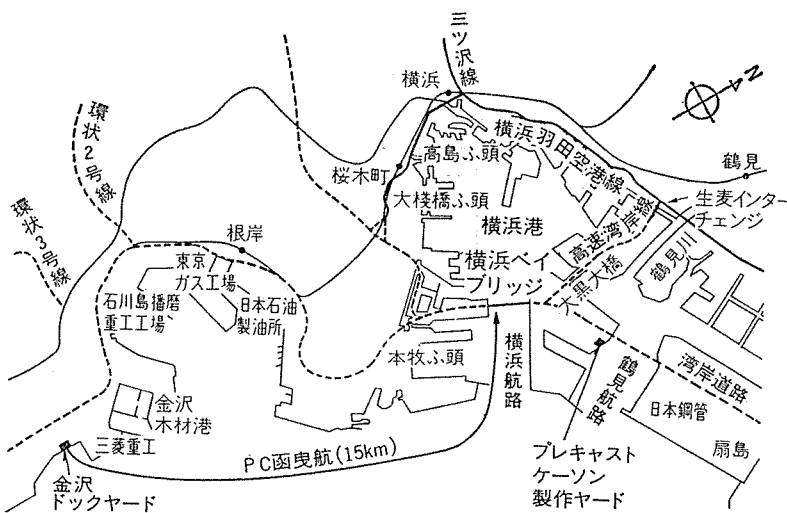 三ツ沢線
N
横浜
環状2号線
高島ふ頭
横浜羽田空港線
鶴見
桜木町
大棧橋ふ頭
生麦インター
チェンジ
環状3号線
横浜港
高速湾岸線
根岸
横浜ベイ
ブリッジ
鶴見川
東京
ガス工場
大黒大橋
石川島播磨
重工工場
日本石油
製油所
本牧ふ頭
横浜航路
鶴見航路
湾岸道路
金沢
木材港
日本鋼管
三菱重工
扇島
PC函曳航(15km)
プレキャスト
ケーソン
製作ヤード
金沢
ドックヤード